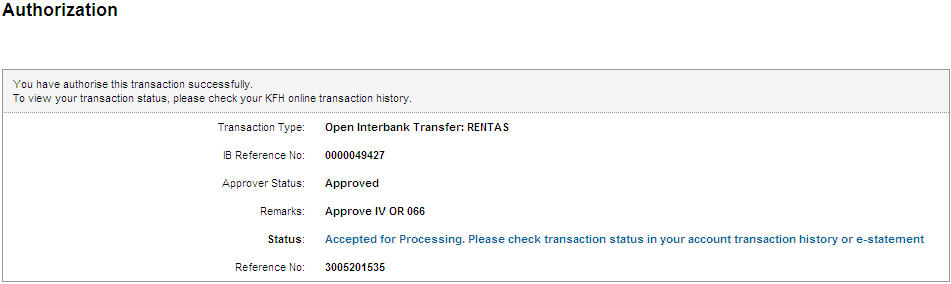 Authorization
You have authorise this transaction successfully.
To view your transaction status, please check your KFH online transaction history.
Transaction Type: Open Interbank Transfer: RENTAS
IB Reference No: 0000049427
Approver Status: Approved
Remarks: Approve IV OR 066
Status: Accepted for Processing. Please check transaction status in your account transaction history or e-statement
Reference No: 3005201535